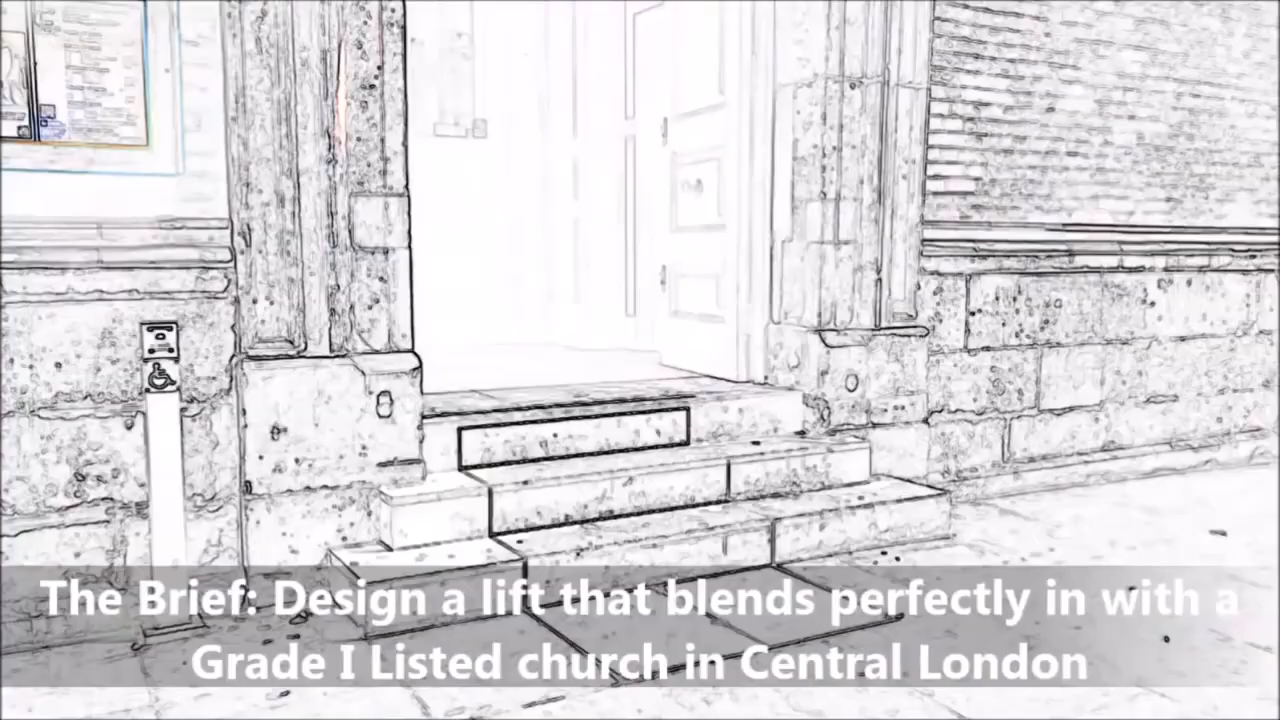 The Brief: Design a lift that blends perfectly in with a
Grade I Listed church in Central London